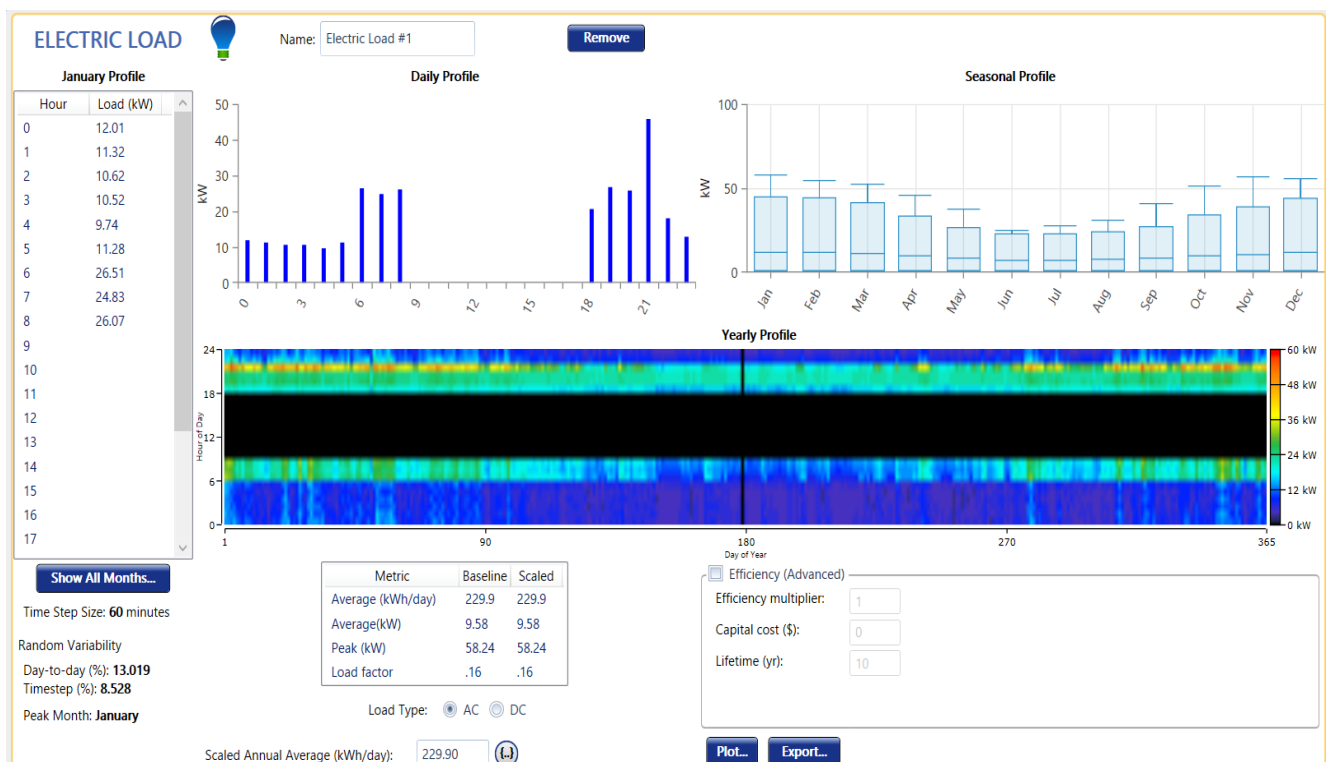 ELECTRIC LOAD
Name: Electric Load #1
Remove
January Profile
Hour Load (kW)
0 12.01
1 11.32
2 10.62
3 10.52
4 9.74
5 11.28
6 26.51
7 24.83
8 26.07
9
10
11
12
13
14
15
16
17
Show All Months...
Time Step Size: 60 minutes
Random Variability
Day-to-day (%): 13.019
Timestep (%): 8.528
Peak Month: January
Daily Profile
50
40
30
20
10
0
kW
0 3 6 9 12 15 18 21
Seasonal Profile
100
50
0
kW
Jan Feb Mar Apr May Jun Jul Aug Sep Oct Nov Dec
Yearly Profile
24
18
12
6
0
Hour of Day
1 90 180 270 365
Day of Year
60 kW
48 kW
36 kW
24 kW
12 kW
0 kW
Metric Baseline Scaled
Average (kWh/day) 229.9 229.9
Average(kW) 9.58 9.58
Peak (kW) 58.24 58.24
Load factor .16 .16
Load Type: AC DC
Scaled Annual Average (kWh/day): 229.90 {..}
Efficiency (Advanced)
Efficiency multiplier: 1
Capital cost ($): 0
Lifetime (yr): 10
Plot... Export...